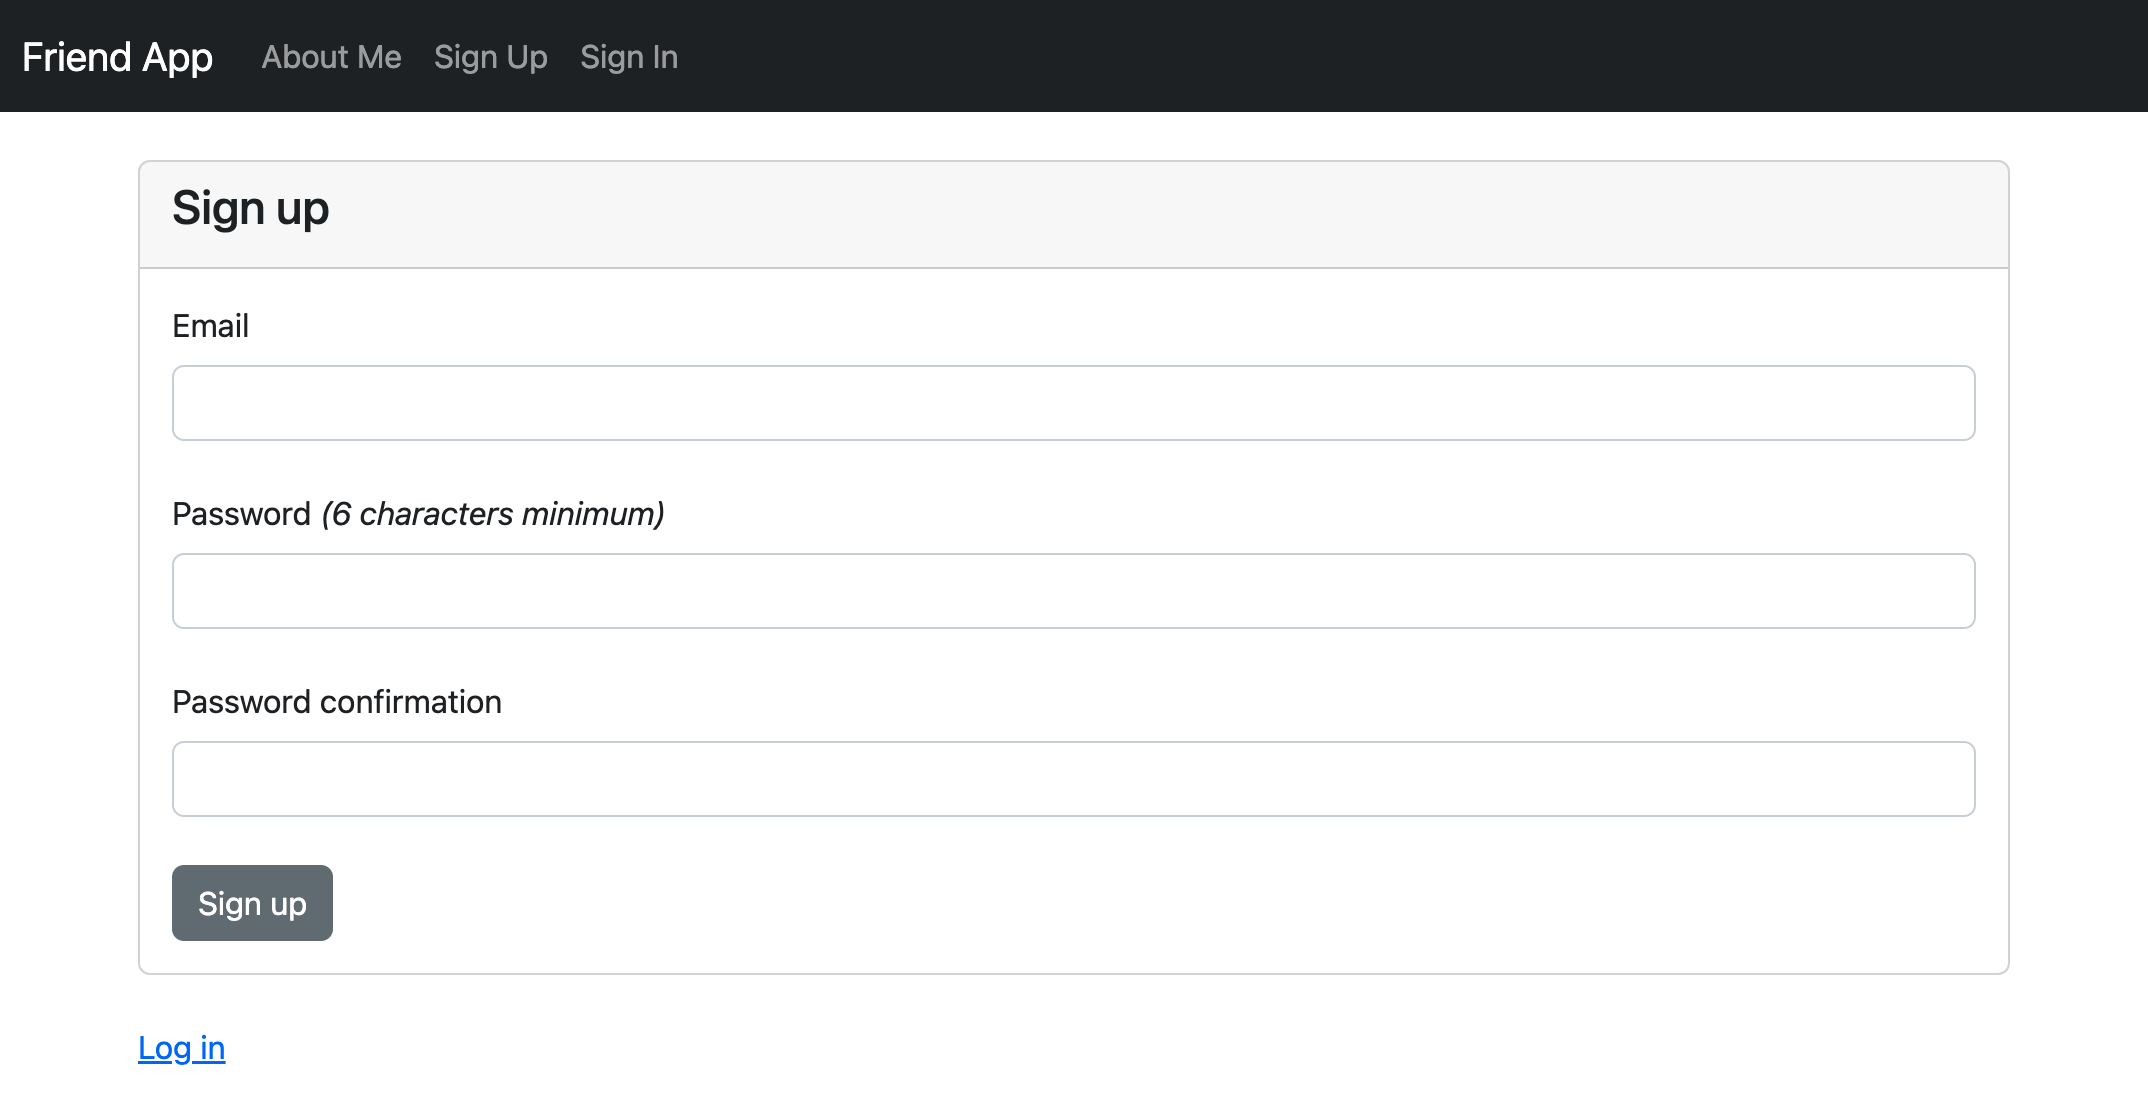 Friend App About Me Sign Up Sign In
Sign up
Email
Password (6 characters minimum)
Password confirmation
Sign up
Log in